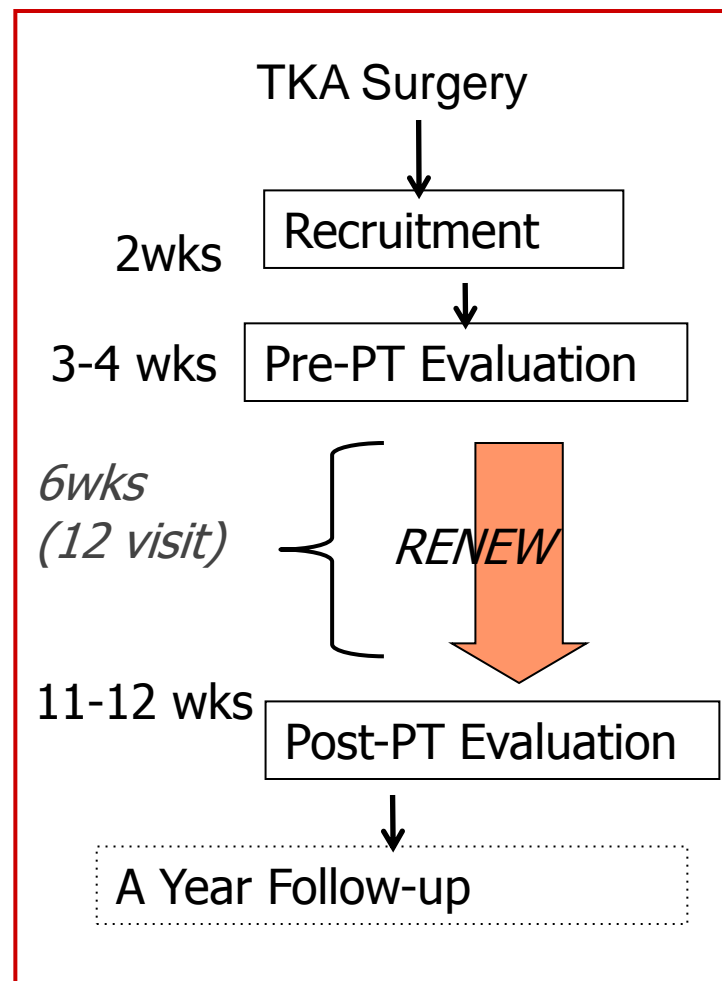 TKA Surgery
Recruitment
2wks
3-4 wks
Pre-PT Evaluation
6wks
(12 visit)
RENEW
11-12 wks
Post-PT Evaluation
A Year Follow-up